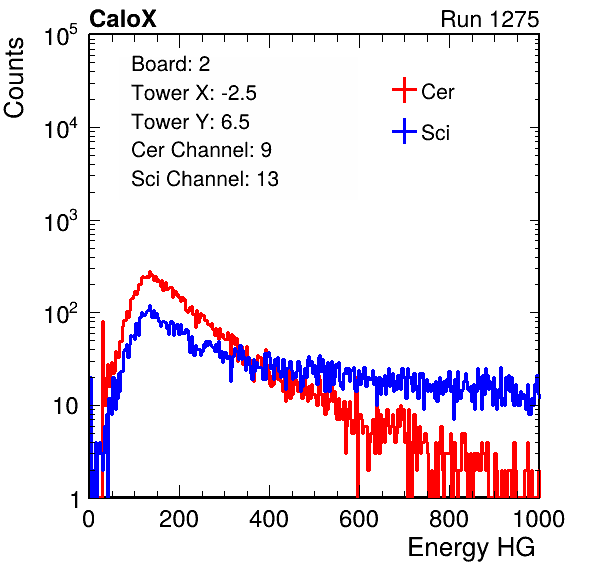 CaloX Run 1275
Counts
Board: 2
Tower X: -2.5
Tower Y: 6.5
Cer Channel: 9
Sci Channel: 13
Cer
Sci
10^5
10^4
10^3
10^2
10
1
0 200 400 600 800 1000
Energy HG